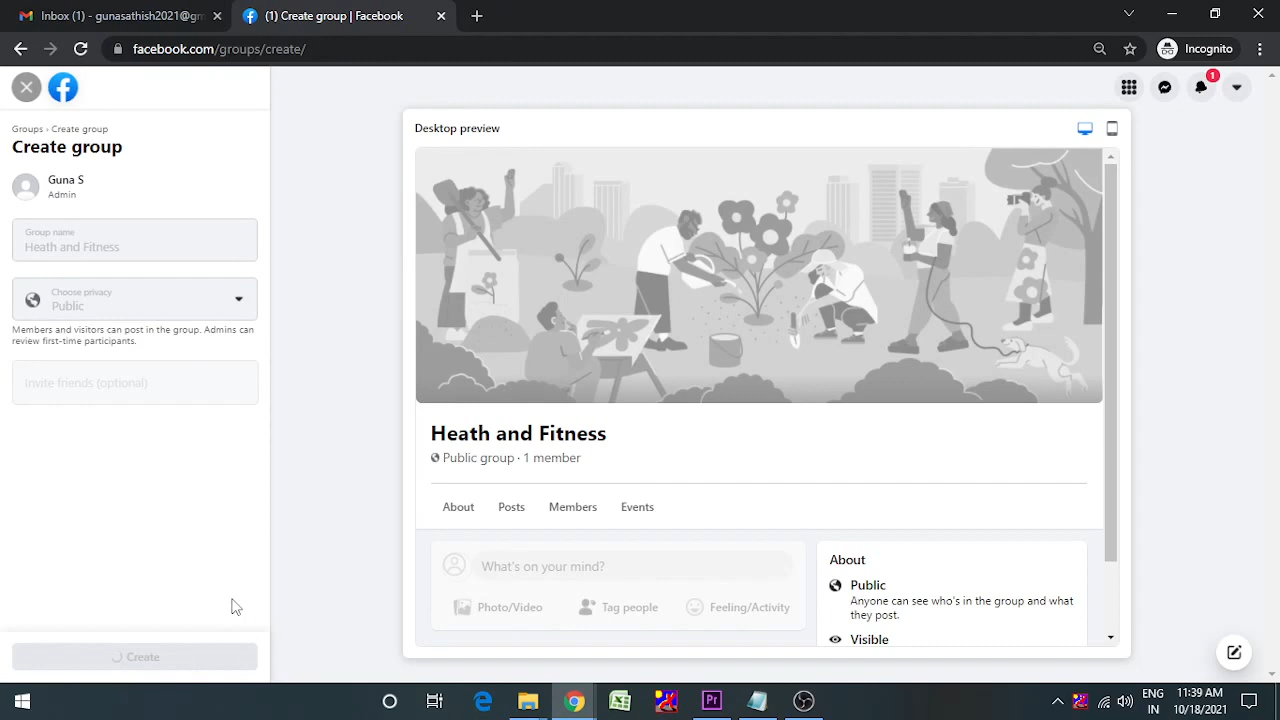 Inbox (1) - gunasathish2021@gm
(1) Create group | Facebook
facebook.com/groups/create/
Incognito
1
Groups › Create group
Create group
Guna S
Admin
Group name
Heath and Fitness
Choose privacy
Public
Members and visitors can post in the group. Admins can
review first-time participants.
Invite friends (optional)
Create
Desktop preview
Heath and Fitness
Public group · 1 member
About Posts Members Events
What's on your mind?
Photo/Video Tag people Feeling/Activity
About
Public
Anyone can see who's in the group and what
they post.
Visible
ENG
IN
11:39 AM
10/18/2021